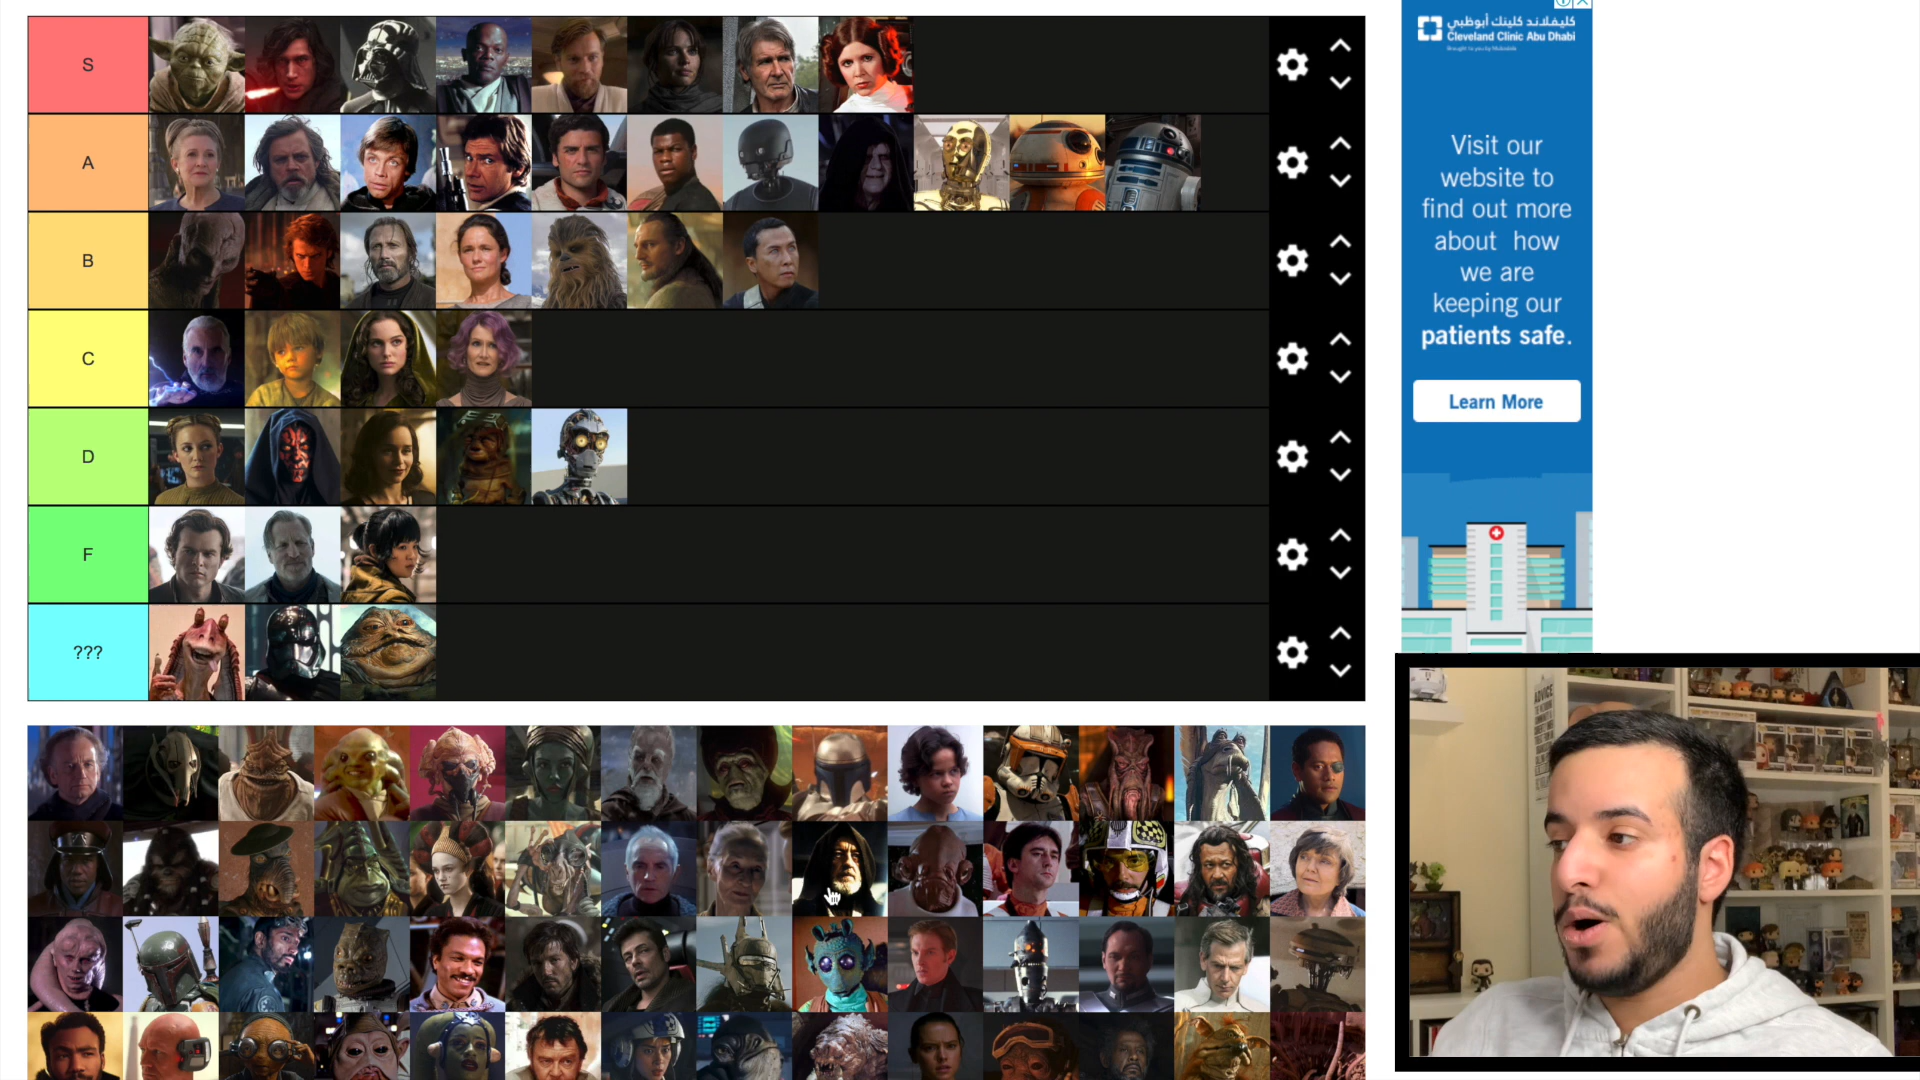 S
A
B
C
D
F
???
كليفلاند كلينك أبوظبي
Cleveland Clinic Abu Dhabi
Visit our
website to
find out more
about how
we are
keeping our
patients safe.
Learn More
ADVICE